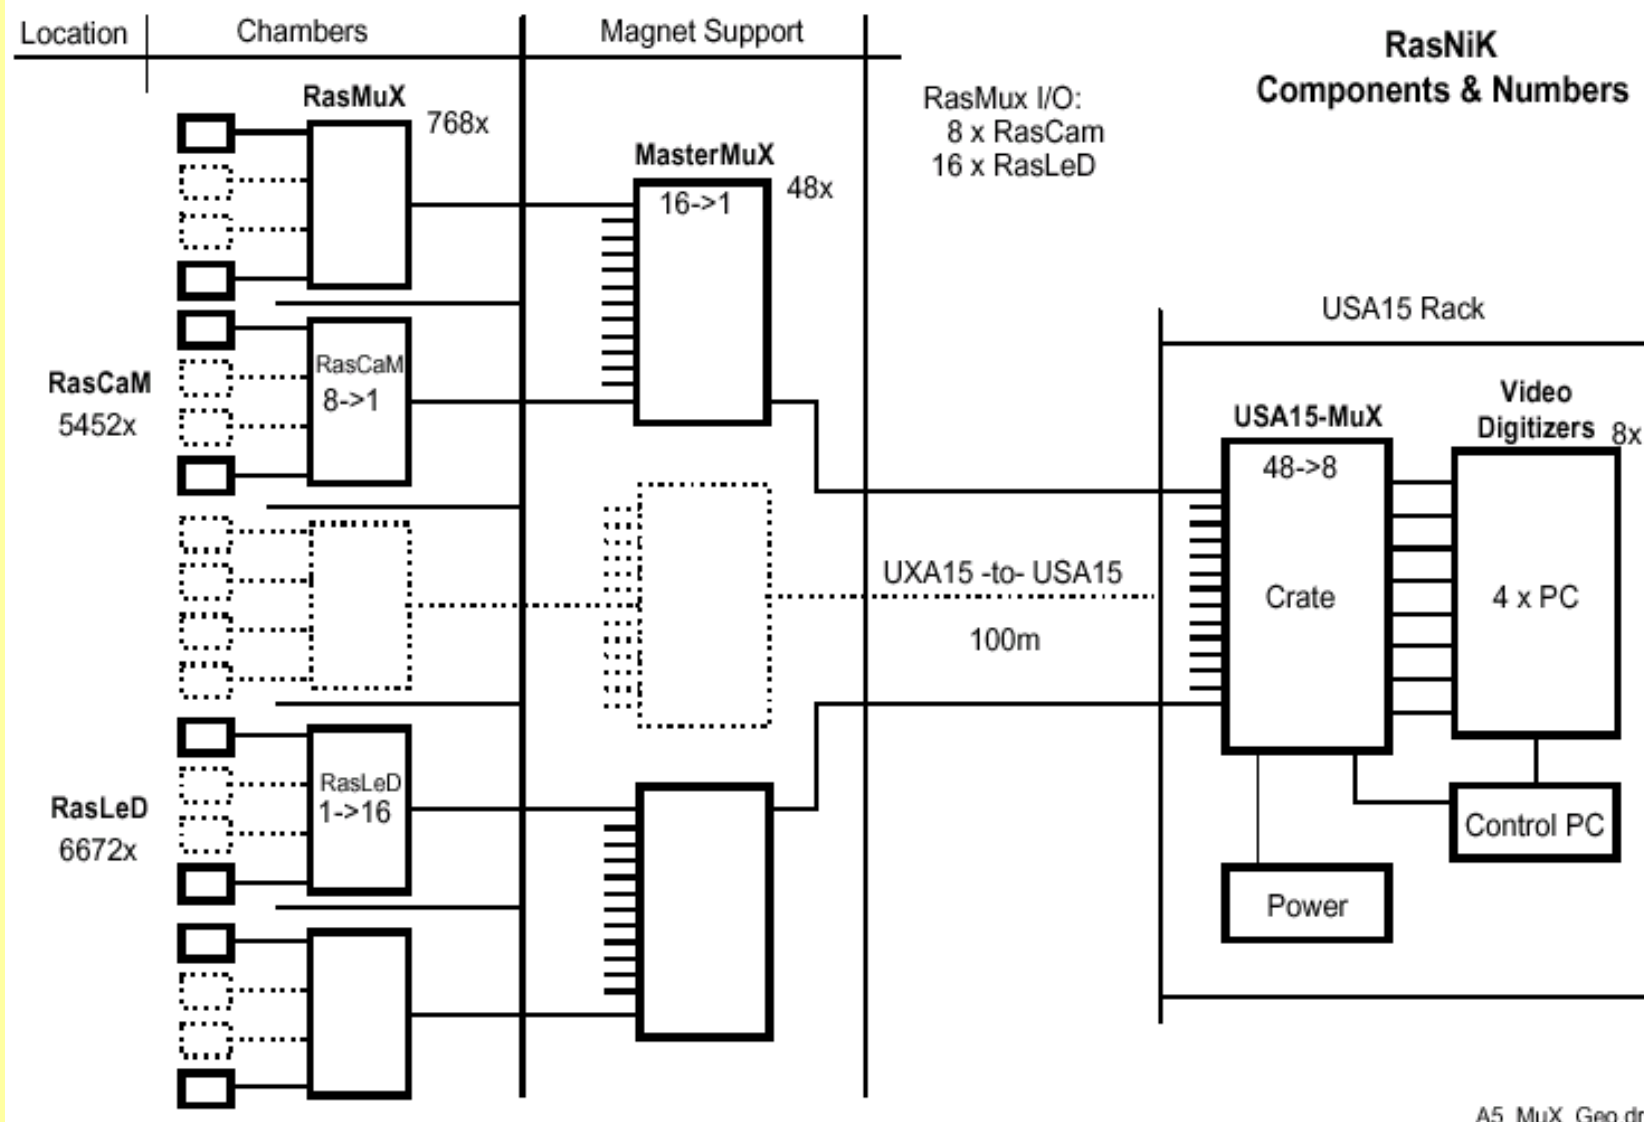 Location
Chambers
Magnet Support
RasNiK
Components & Numbers
RasMuX
768x
RasMux I/O:
8 x RasCam
16 x RasLeD
MasterMuX
16->1
48x
USA15 Rack
RasCaM
5452x
RasCaM
8->1
USA15-MuX
48->8
Crate
Video
Digitizers
8x
4 x PC
UXA15 -to- USA15
100m
RasLeD
6672x
RasLeD
1->16
Control PC
Power
A5_MuX_Geo.dr